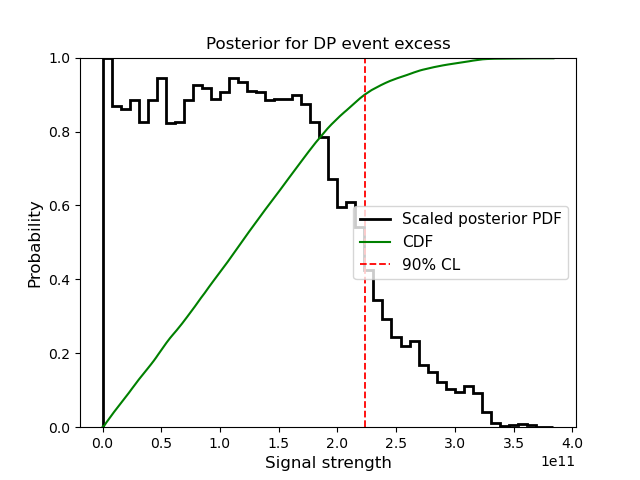 Posterior for DP event excess
Probability
1.0
0.8
0.6
0.4
0.2
0.0
Scaled posterior PDF
CDF
90% CL
0.0 0.5 1.0 1.5 2.0 2.5 3.0 3.5 4.0
1e11
Signal strength